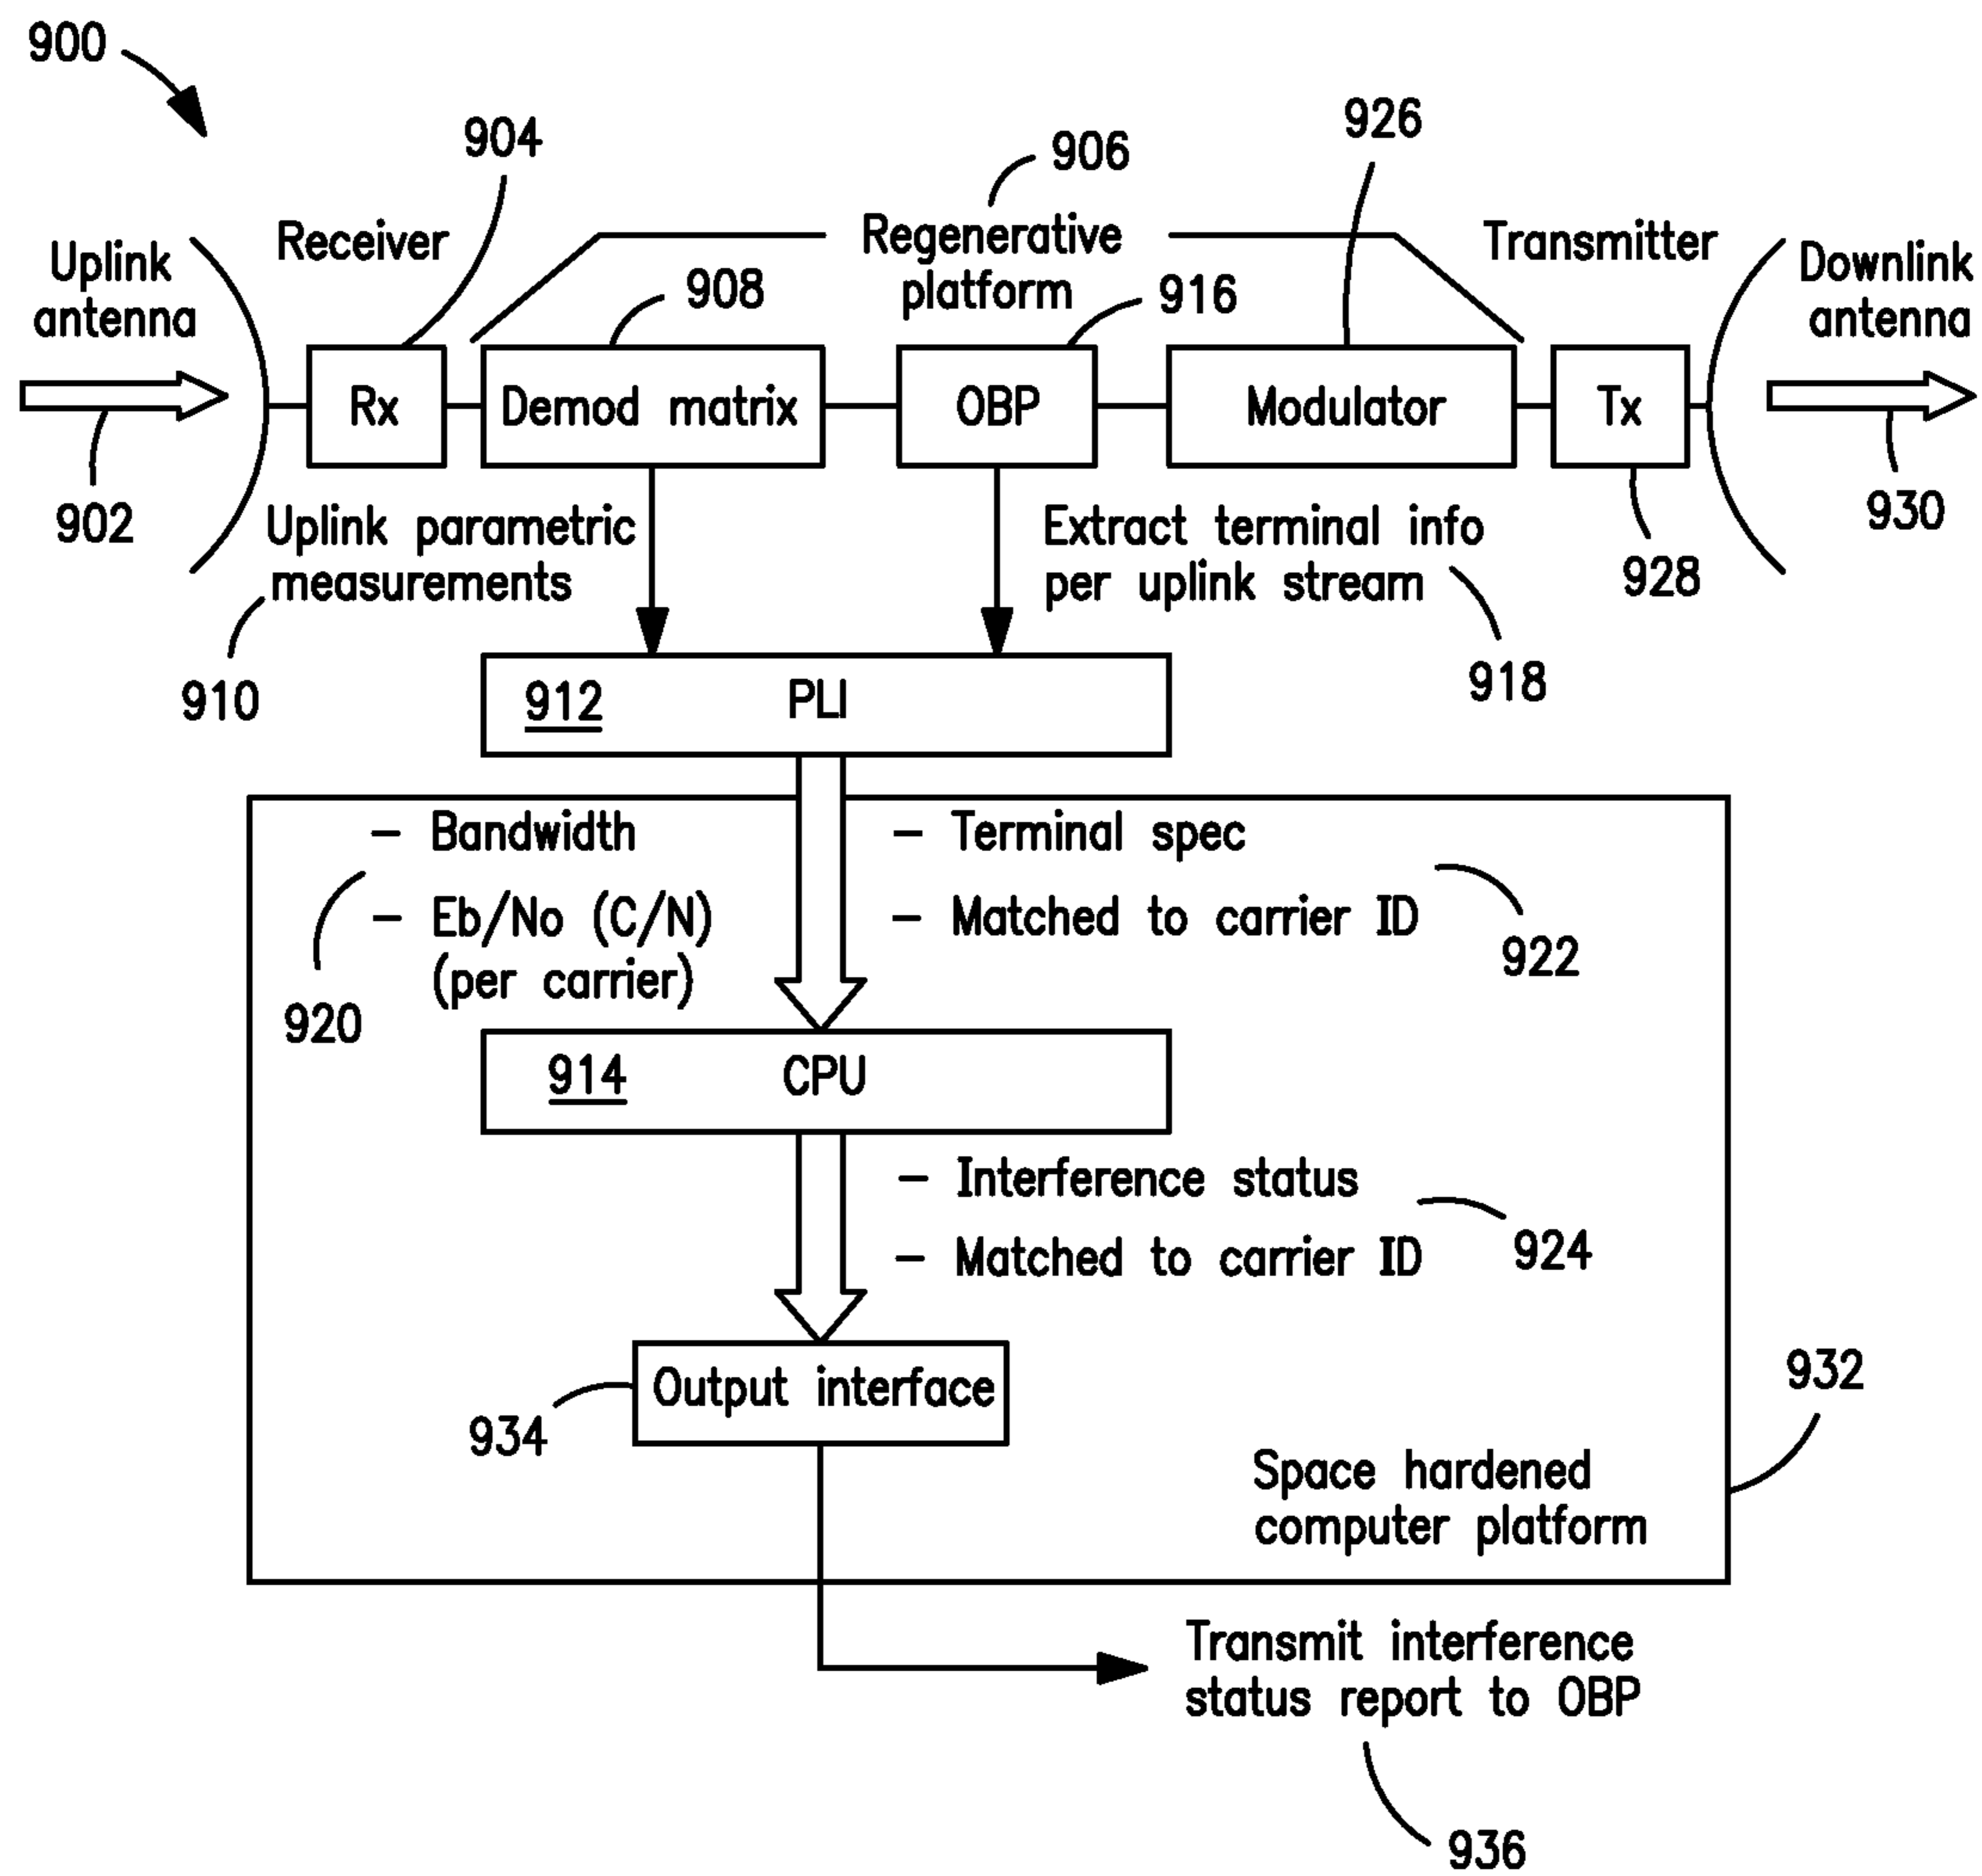 900
904
906
926
Receiver
Regenerative
platform
Transmitter
Uplink
antenna
908
916
Downlink
antenna
Rx
Demod matrix
OBP
Modulator
Tx
902
930
Uplink parametric
measurements
Extract terminal info
per uplink stream
928
910
918
912 PLI
- Bandwidth
- Eb/No (C/N)
(per carrier)
- Terminal spec
- Matched to carrier ID
920
922
914 CPU
- Interference status
- Matched to carrier ID
924
Output interface
934
932
Space hardened
computer platform
Transmit interference
status report to OBP
936